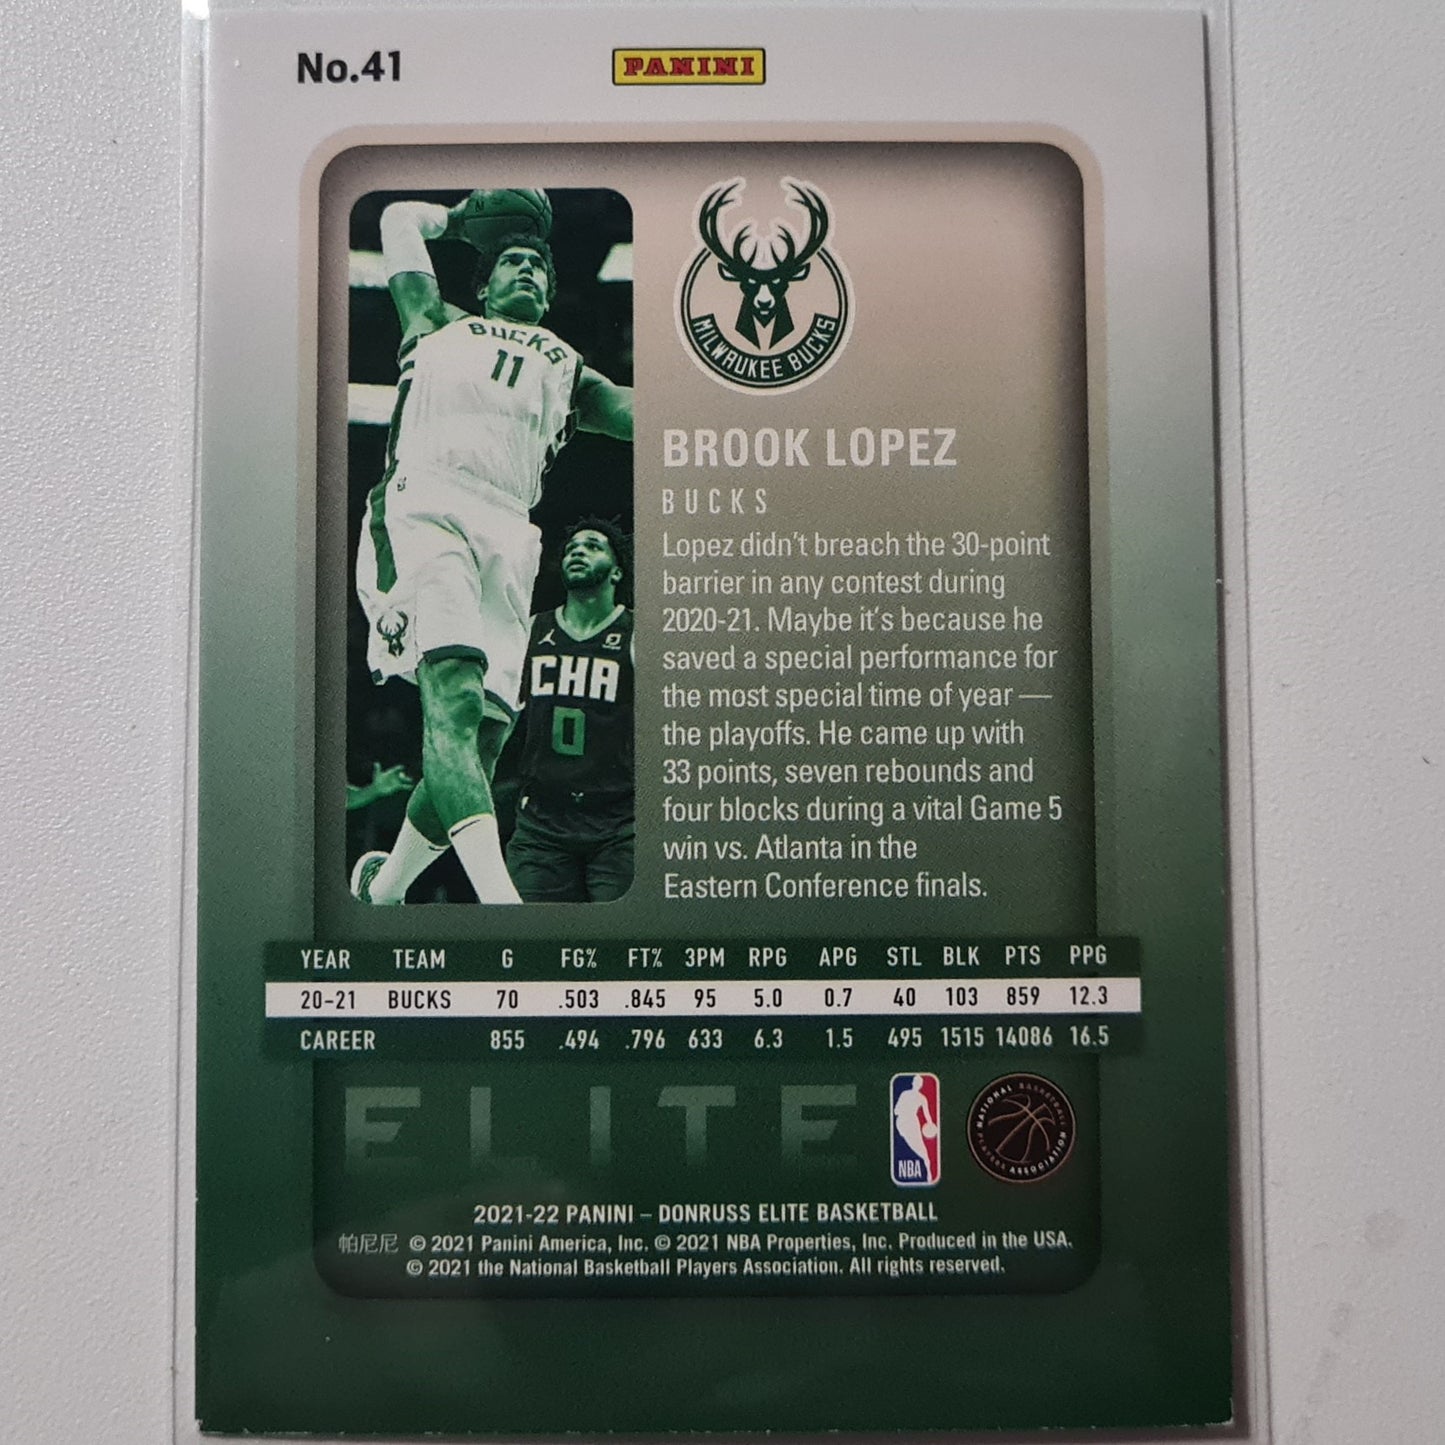 No.41
PANINI
BUCKS
11
CHA
0
MILWAUKEE BUCKS
BROOK LOPEZ
BUCKS
Lopez didn't breach the 30-point
barrier in any contest during
2020-21. Maybe it's because he
saved a special performance for
the most special time of year —
the playoffs. He came up with
33 points, seven rebounds and
four blocks during a vital Game 5
win vs. Atlanta in the
Eastern Conference finals.
YEAR TEAM G FG% FT% 3PM RPG APG STL BLK PTS PPG
20-21 BUCKS 70 .503 .845 95 5.0 0.7 40 103 859 12.3
CAREER 855 .494 .796 633 6.3 1.5 495 1515 14086 16.5
ELITE
NBA
NATIONAL BASKETBALL PLAYERS ASSOCIATION
2021-22 PANINI – DONRUSS ELITE BASKETBALL
帕尼尼 © 2021 Panini America, Inc. © 2021 NBA Properties, Inc. Produced in the USA.
© 2021 the National Basketball Players Association. All rights reserved.